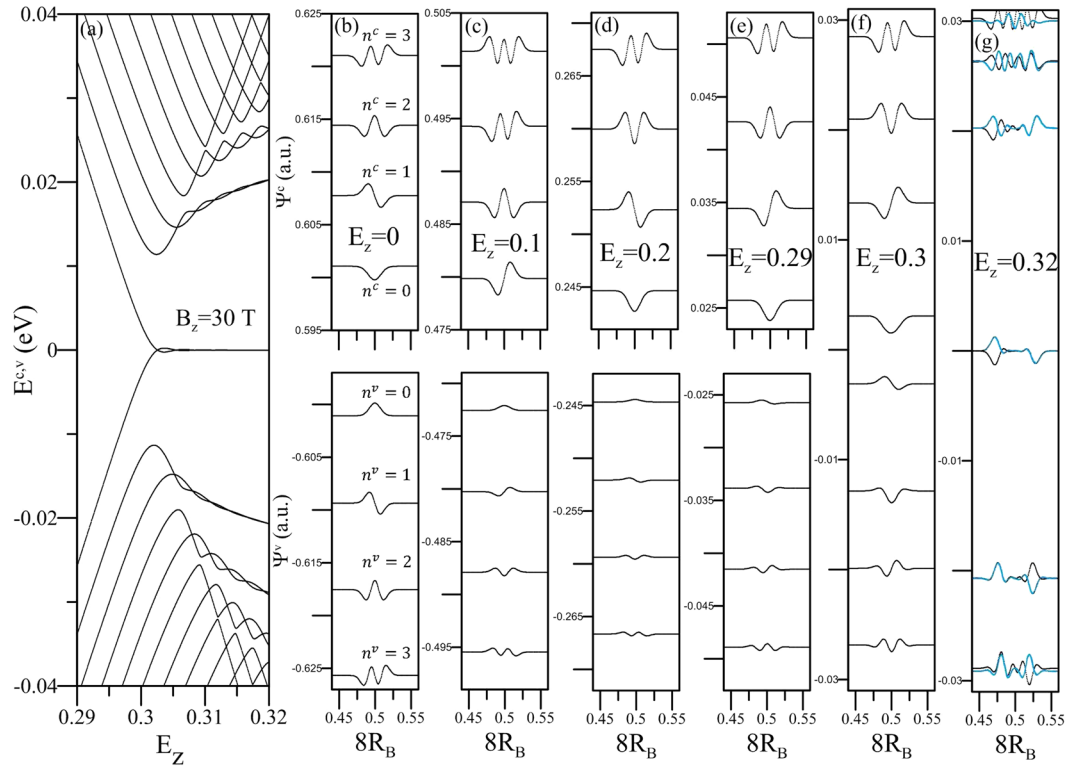 (a)
0.04
0.02
0
-0.02
-0.04
E^{c,v} (eV)
B_z=30 T
0.29
0.3
0.31
0.32
E_z
(b)
0.625
0.615
0.605
0.595
Ψ^c (a.u.)
n^c = 3
n^c = 2
n^c = 1
E_z=0
n^c = 0
n^v = 0
n^v = 1
n^v = 2
n^v = 3
-0.605
-0.615
-0.625
Ψ^v (a.u.)
0.45
0.5
0.55
8R_B
(c)
0.505
0.495
0.485
0.475
E_z=0.1
-0.475
-0.485
-0.495
0.45
0.5
0.55
8R_B
(d)
0.265
0.255
0.245
E_z=0.2
-0.245
-0.255
-0.265
0.45
0.5
0.55
8R_B
(e)
0.045
0.035
0.025
E_z=0.29
-0.025
-0.035
-0.045
0.45
0.5
0.55
8R_B
(f)
0.03
0.01
-0.01
-0.03
E_z=0.3
0.45
0.5
0.55
8R_B
(g)
0.03
0.01
-0.01
-0.03
E_z=0.32
0.45
0.5
0.55
8R_B